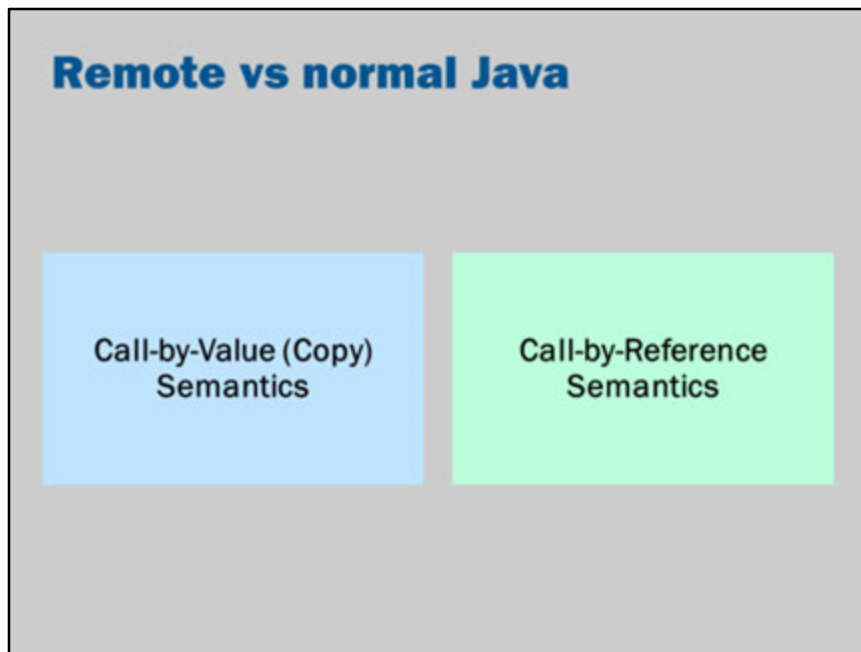 Remote vs normal Java
Call-by-Value (Copy)
Semantics
Call-by-Reference
Semantics